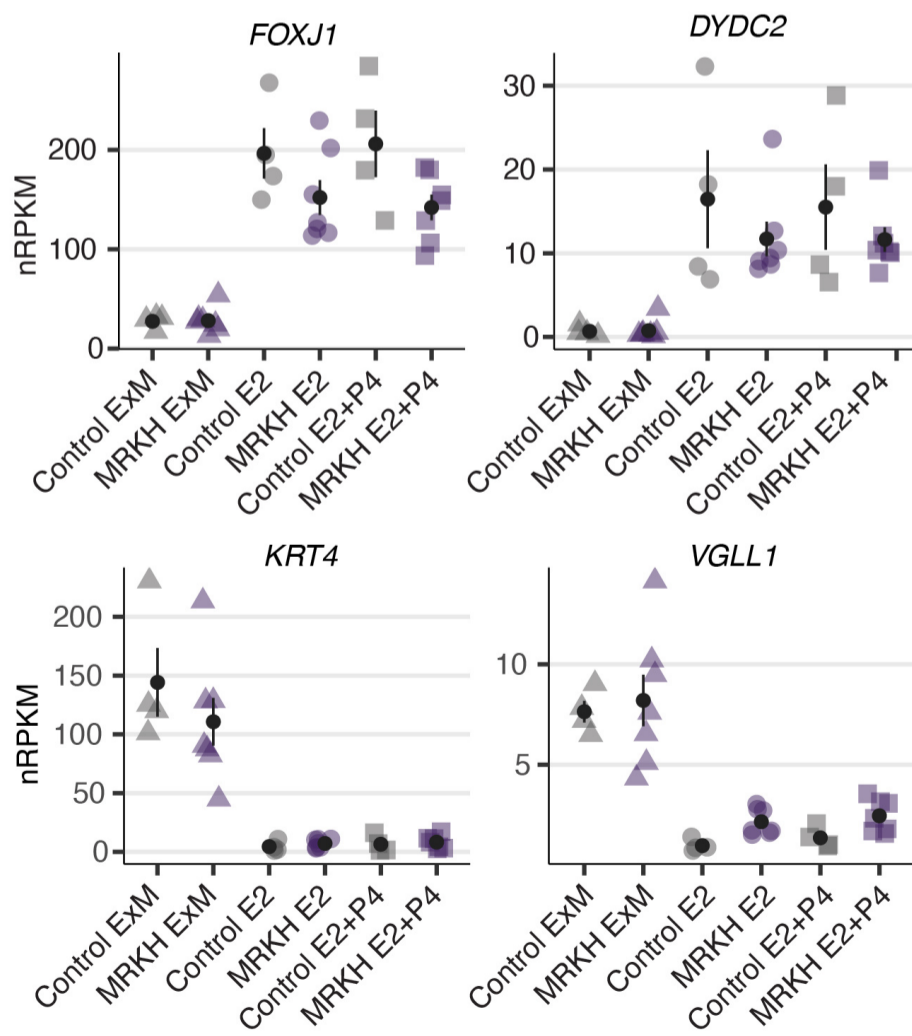 FOXJ1
nRPKM
200
100
0
Control ExM
MRKH ExM
Control E2
MRKH E2
Control E2+P4
MRKH E2+P4
DYDC2
30
20
10
0
Control ExM
MRKH ExM
Control E2
MRKH E2
Control E2+P4
MRKH E2+P4
KRT4
nRPKM
200
150
100
50
0
Control ExM
MRKH ExM
Control E2
MRKH E2
Control E2+P4
MRKH E2+P4
VGLL1
10
5
Control ExM
MRKH ExM
Control E2
MRKH E2
Control E2+P4
MRKH E2+P4